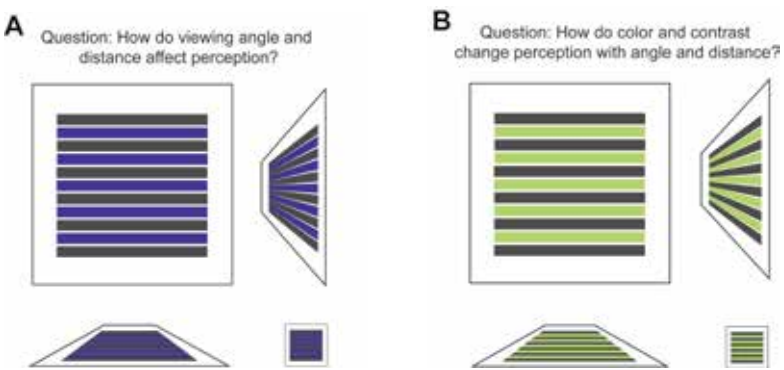 A
Question: How do viewing angle and
distance affect perception?
B
Question: How do color and contrast
change perception with angle and distance?